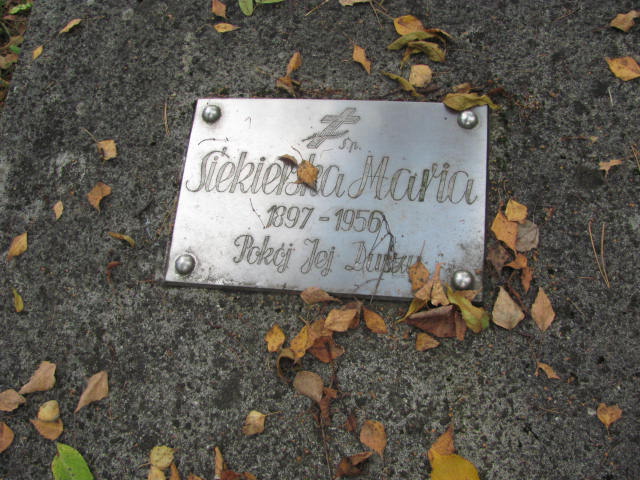 Ś.P.
Siekierska Maria
1897-1956
Pokój Jej Duszy